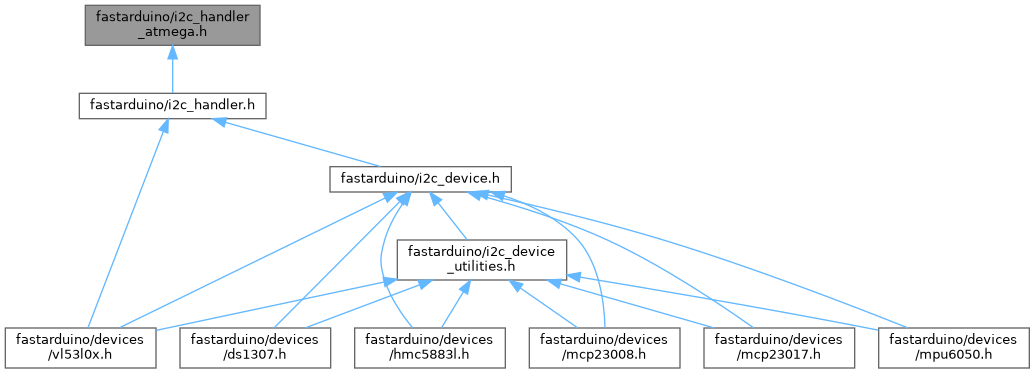 fastarduino/i2c_handler
_atmega.h
fastarduino/i2c_handler.h
fastarduino/i2c_device.h
fastarduino/i2c_device
_utilities.h
fastarduino/devices
/vl53l0x.h
fastarduino/devices
/ds1307.h
fastarduino/devices
/hmc5883l.h
fastarduino/devices
/mcp23008.h
fastarduino/devices
/mcp23017.h
fastarduino/devices
/mpu6050.h